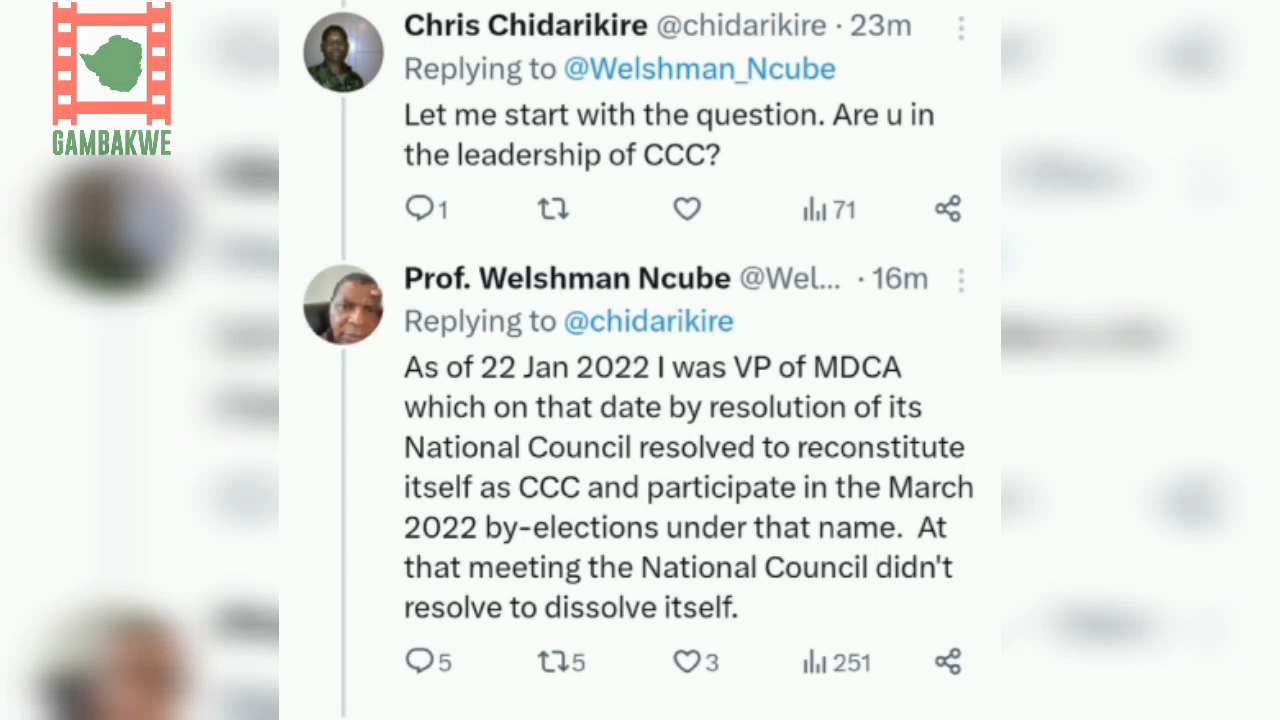 GAMBAKWE
Chris Chidarikire @chidarikire · 23m
Replying to @Welshman_Ncube
Let me start with the question. Are u in
the leadership of CCC?
1 71
Prof. Welshman Ncube @Wel... · 16m
Replying to @chidarikire
As of 22 Jan 2022 I was VP of MDCA
which on that date by resolution of its
National Council resolved to reconstitute
itself as CCC and participate in the March
2022 by-elections under that name. At
that meeting the National Council didn't
resolve to dissolve itself.
5 5 3 251